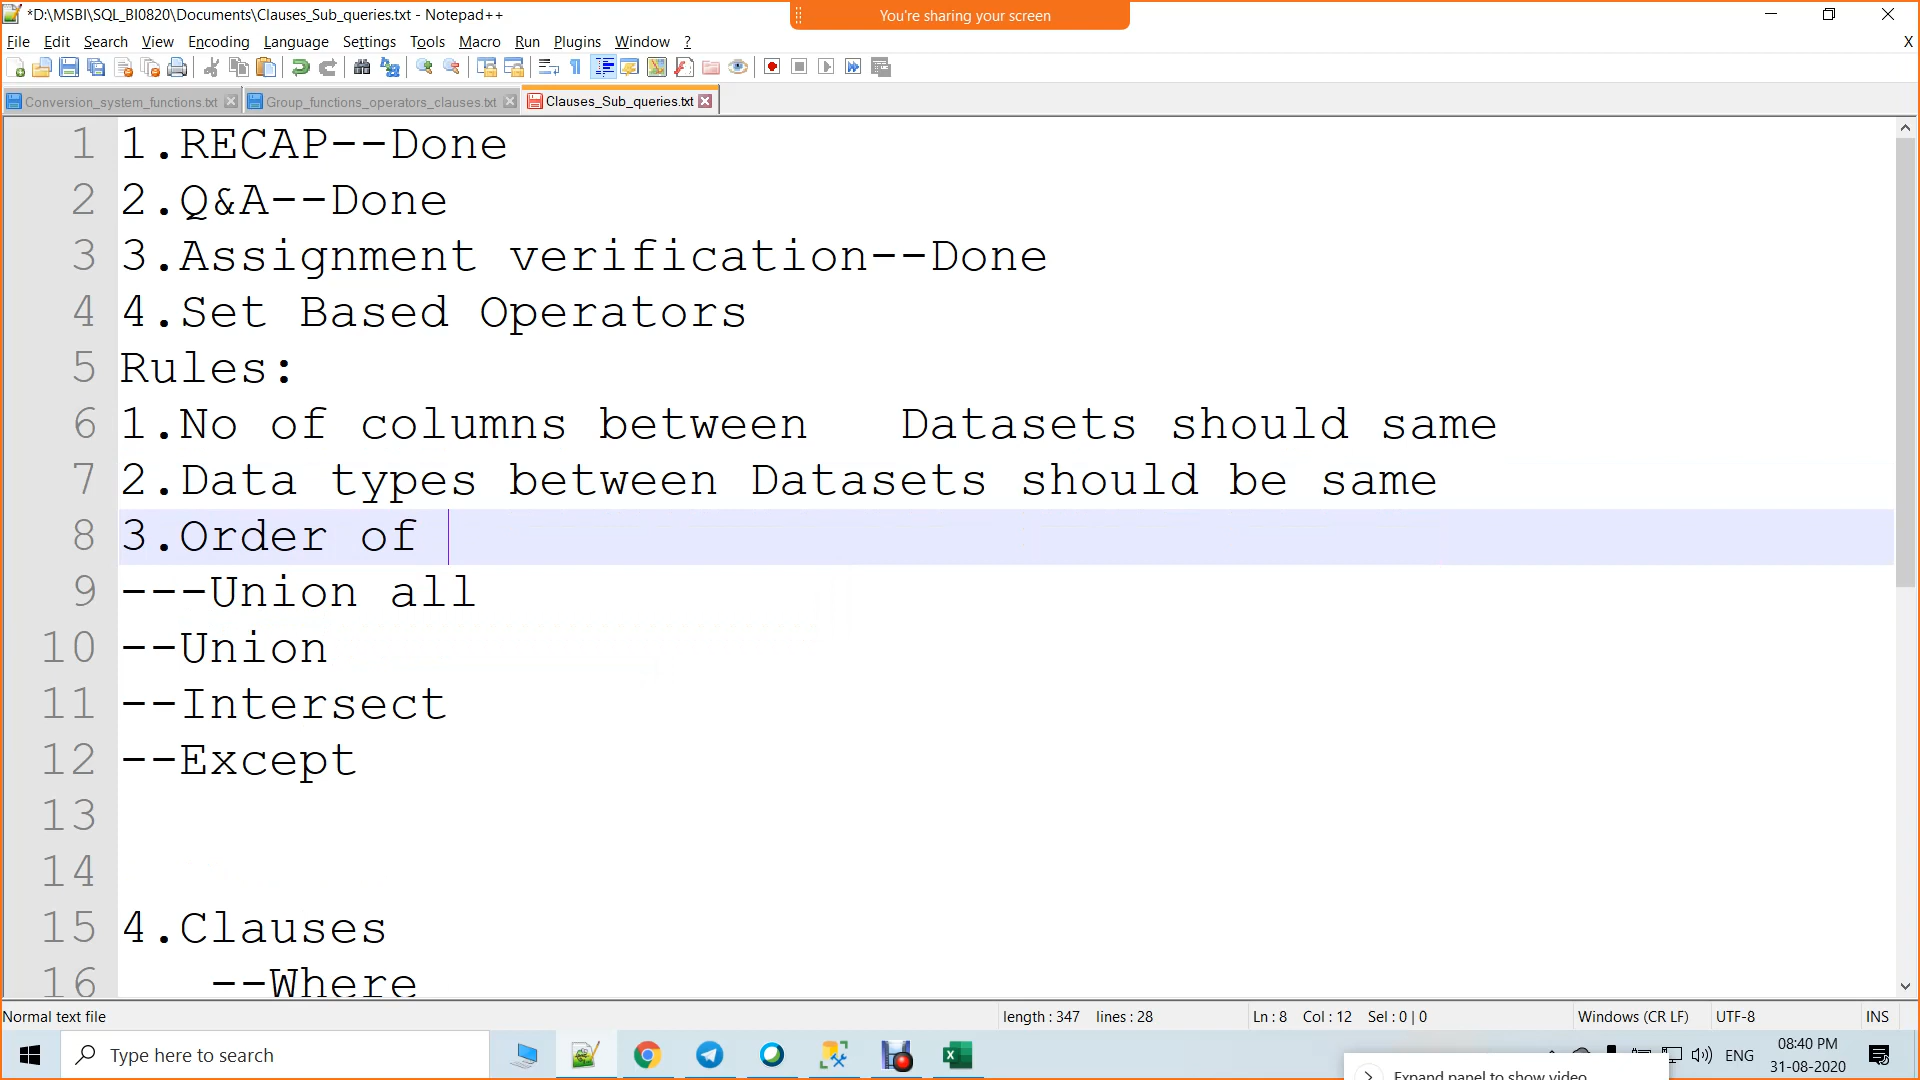 *D:\MSBI\SQL_BI0820\Documents\Clauses_Sub_queries.txt - Notepad++
You're sharing your screen
File Edit Search View Encoding Language Settings Tools Macro Run Plugins Window ?
X
Conversion_system_functions.txt Group_functions_operators_clauses.txt Clauses_Sub_queries.txt
1 1.RECAP--Done
2 2.Q&A--Done
3 3.Assignment verification--Done
4 4.Set Based Operators
5 Rules:
6 1.No of columns between   Datasets should same
7 2.Data types between Datasets should be same
8 3.Order of
9 ---Union all
10 --Union
11 --Intersect
12 --Except
13
14
15 4.Clauses
16 --Where
Normal text file length : 347 lines : 28 Ln : 8 Col : 12 Sel : 0 | 0 Windows (CR LF) UTF-8 INS
Type here to search
ENG
08:40 PM
31-08-2020
Expand panel to show video